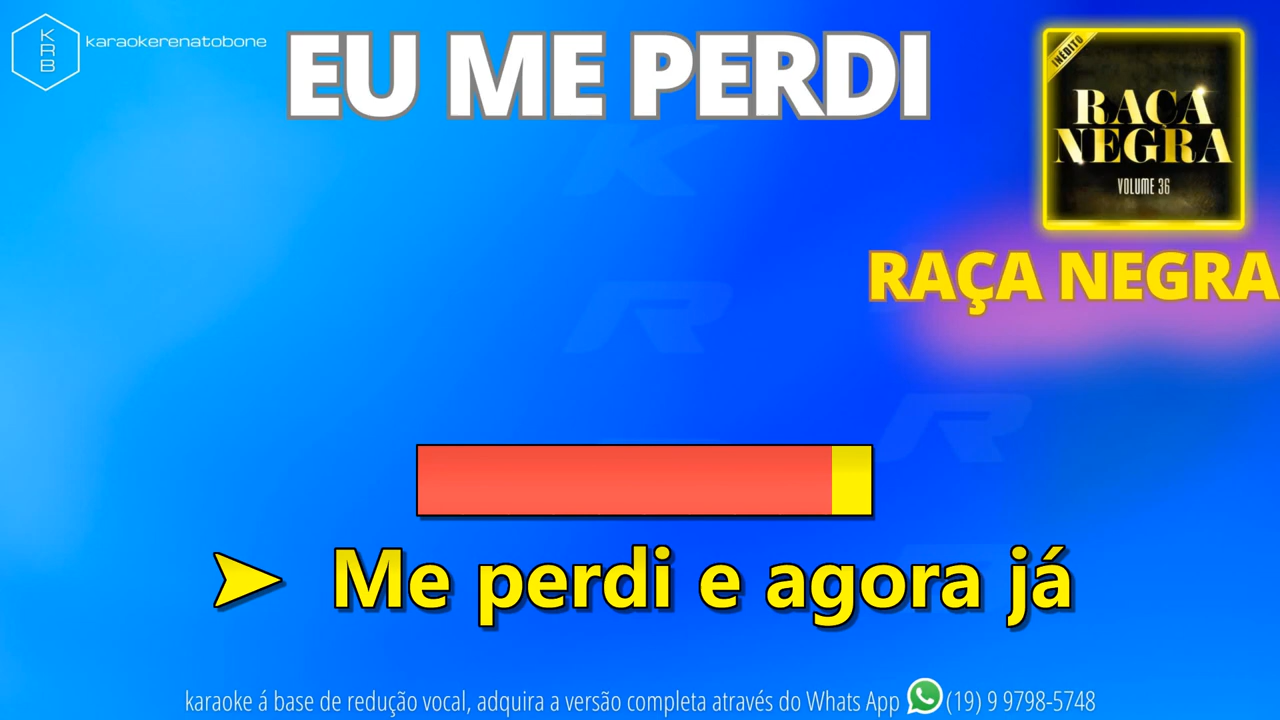 KRB
karaokerenatobone
EU ME PERDI
INÉDITO
RAÇA
NEGRA
VOLUME 36
RAÇA NEGRA
K
R
R
➤ Me perdi e agora já
karaoke á base de redução vocal, adquira a versão completa através do Whats App (19) 9 9798-5748